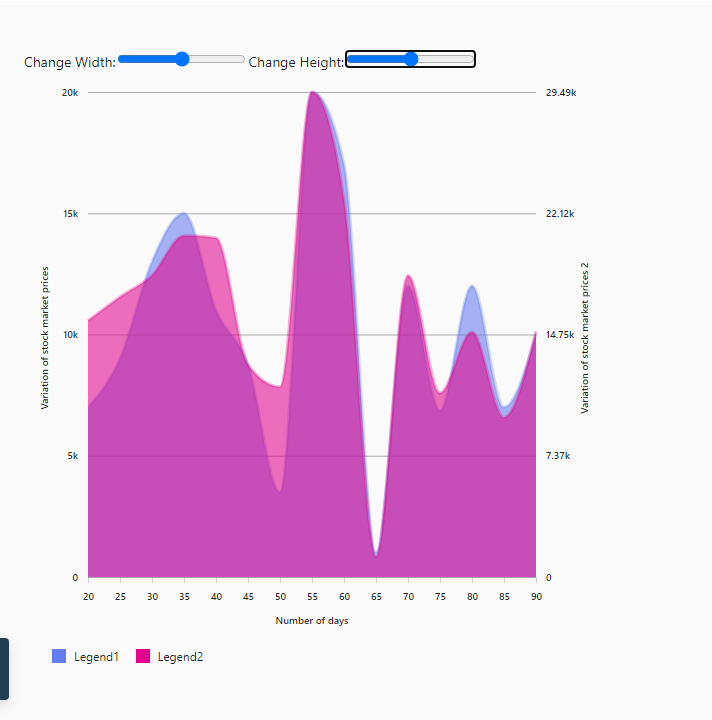 Change Width: Change Height:
20k 29.49k
15k 22.12k
10k 14.75k
5k 7.37k
0 0
Variation of stock market prices
Variation of stock market prices 2
20 25 30 35 40 45 50 55 60 65 70 75 80 85 90
Number of days
Legend1 Legend2